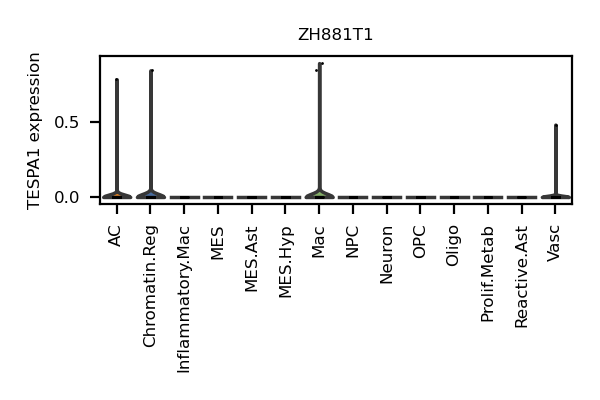 ZH881T1
TESPA1 expression
0.5
0.0
AC
Chromatin.Reg
Inflammatory.Mac
MES
MES.Ast
MES.Hyp
Mac
NPC
Neuron
OPC
Oligo
Prolif.Metab
Reactive.Ast
Vasc